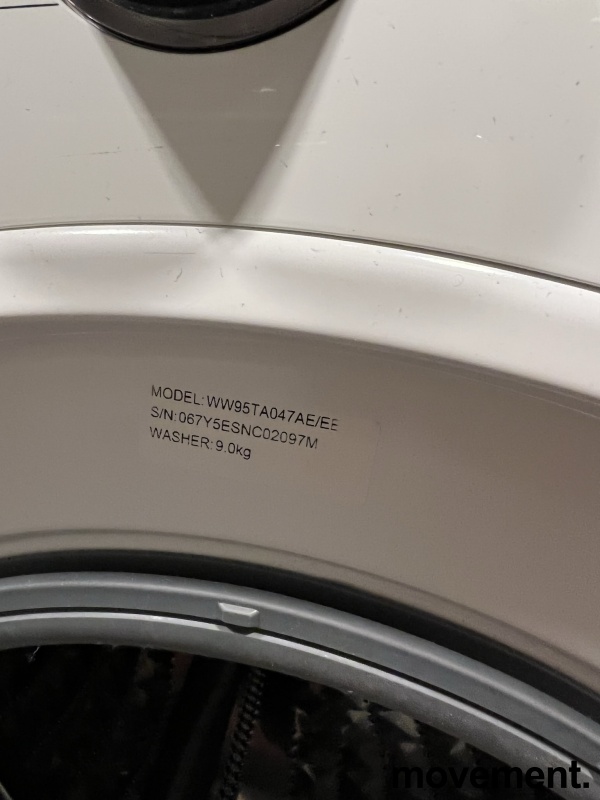 MODEL: WW95TA047AE/EE
S/N: 067Y5ESNC02097M
WASHER: 9.0kg
movement.